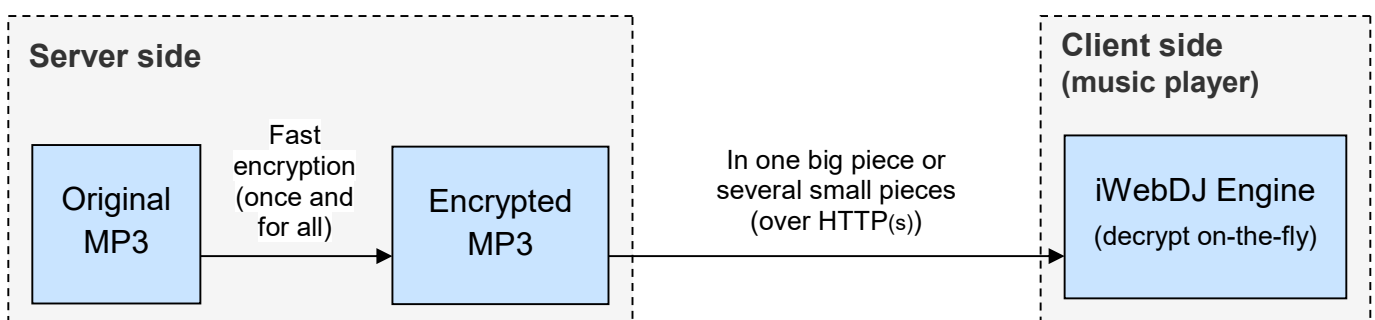 Server side
Original
MP3
Fast
encryption
(once and
for all)
Encrypted
MP3
In one big piece or
several small pieces
(over HTTP(s))
Client side
(music player)
iWebDJ Engine
(decrypt on-the-fly)